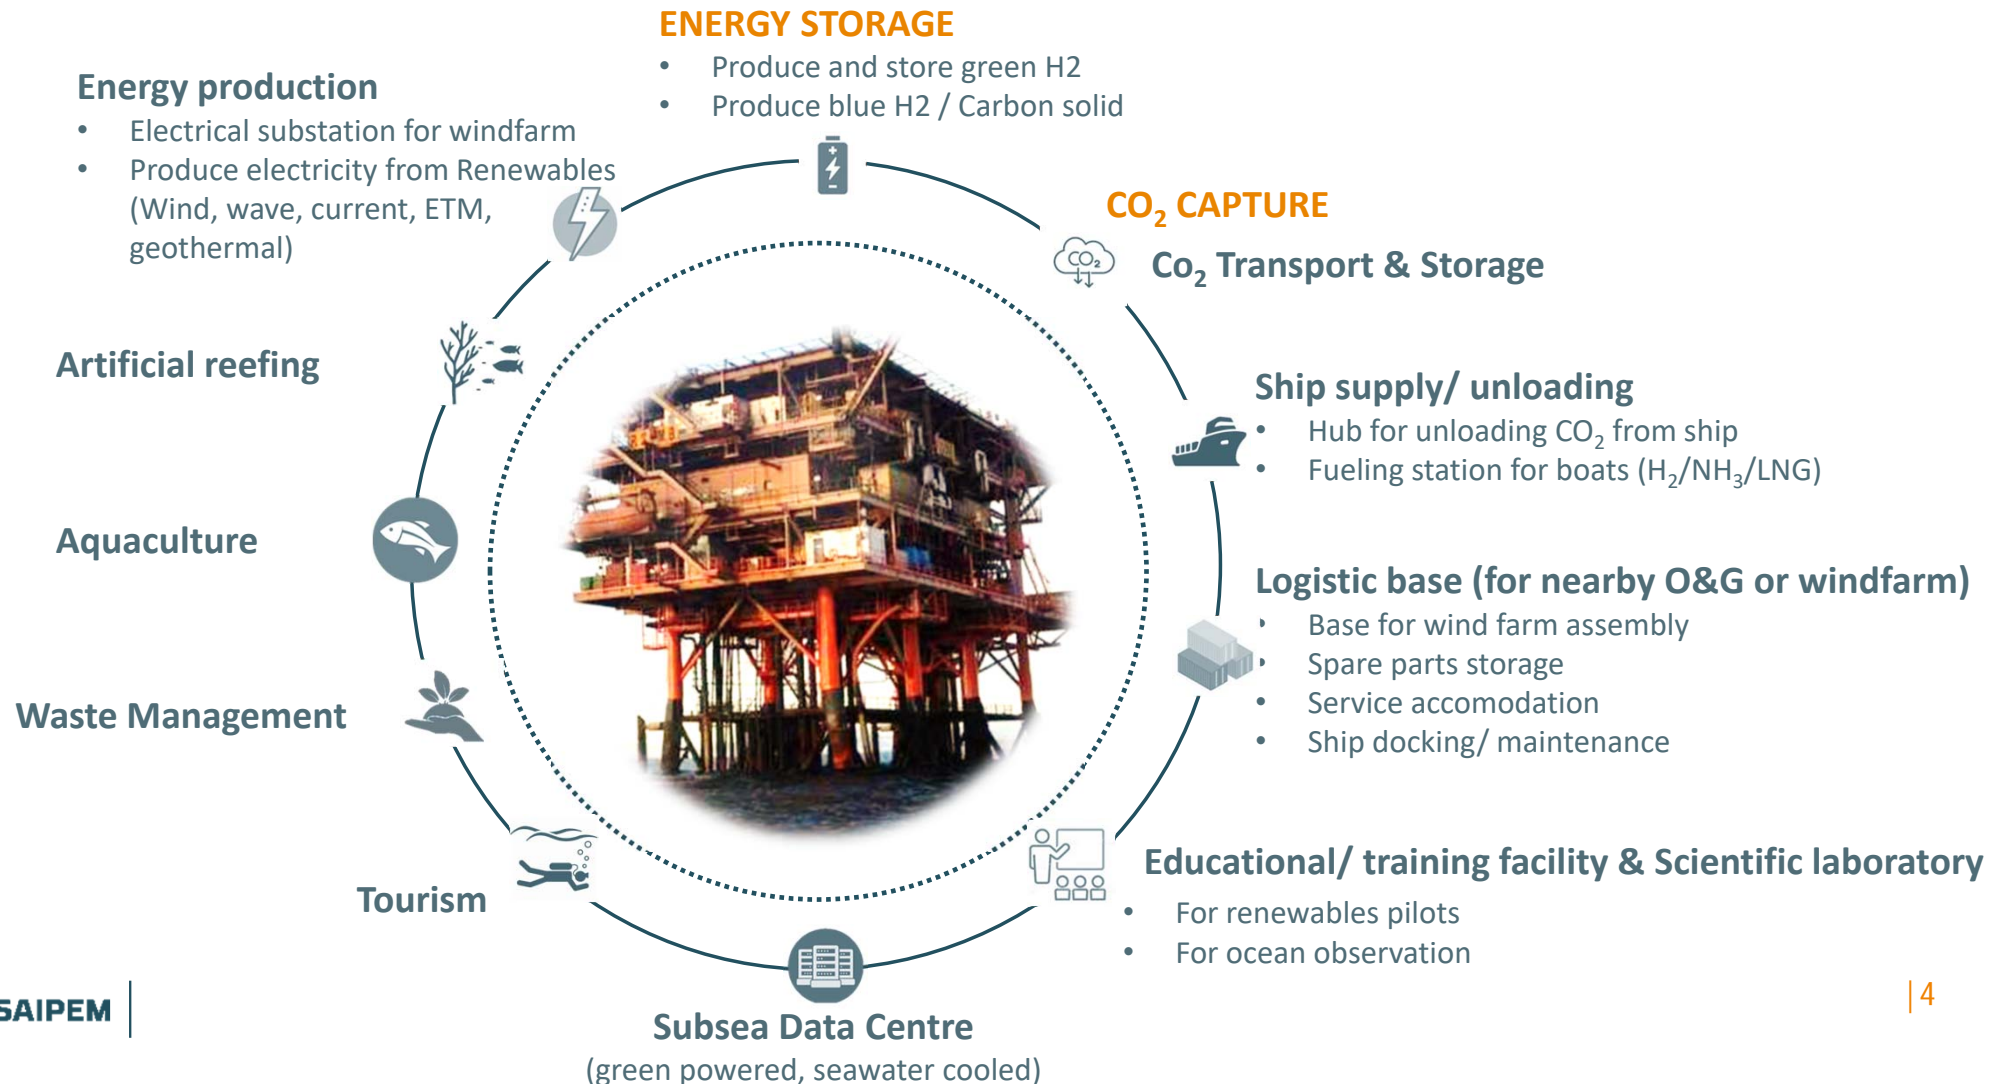 ENERGY STORAGE
• Produce and store green H2
• Produce blue H2 / Carbon solid
Energy production
• Electrical substation for windfarm
• Produce electricity from Renewables
(Wind, wave, current, ETM,
geothermal)
CO₂ CAPTURE
CO₂
Co₂ Transport & Storage
Artificial reefing
Ship supply/ unloading
• Hub for unloading CO₂ from ship
• Fueling station for boats (H₂/NH₃/LNG)
Aquaculture
Logistic base (for nearby O&G or windfarm)
• Base for wind farm assembly
• Spare parts storage
• Service accomodation
• Ship docking/ maintenance
Waste Management
Educational/ training facility & Scientific laboratory
• For renewables pilots
• For ocean observation
Tourism
Subsea Data Centre
(green powered, seawater cooled)
SAIPEM
|4